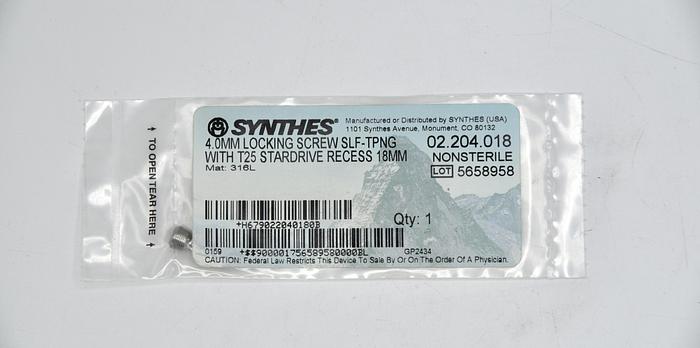 TO OPEN TEAR HERE
SYNTHES®
Manufactured or Distributed by SYNTHES (USA)
1101 Synthes Avenue, Monument, CO 80132
4.0MM LOCKING SCREW SLF-TPNG
WITH T25 STARDRIVE RECESS 18MM
Mat: 316L
02.204.018
NONSTERILE
LOT 5658958
+H679022040180B
Qty: 1
0159
+$$900001756589580000BL
GP2434
CAUTION: Federal Law Restricts This Device To Sale By Or On The Order Of A Physician.